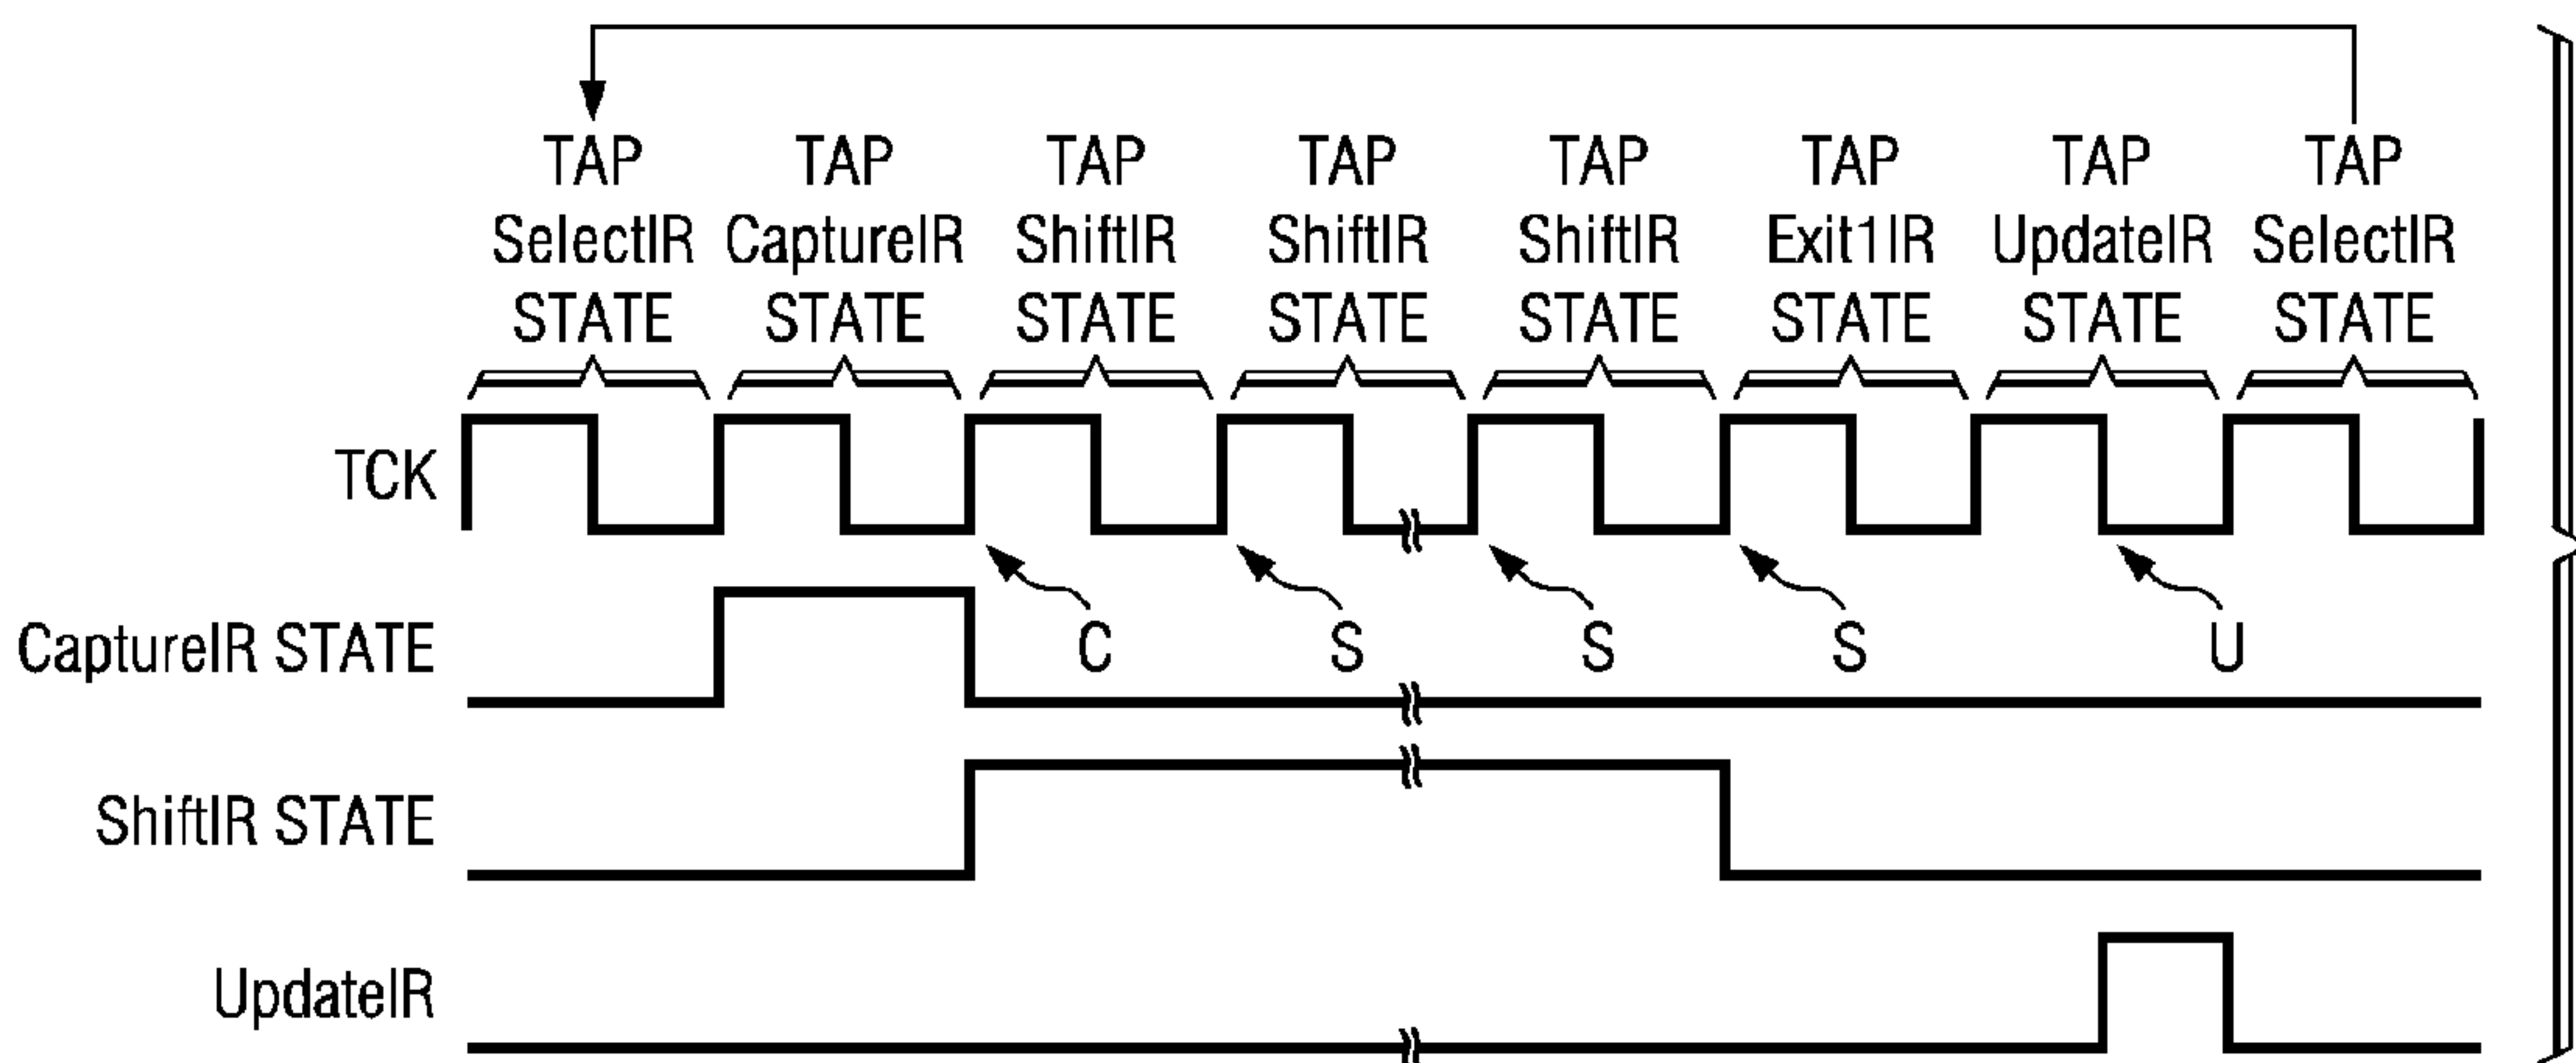 TAP TAP TAP TAP TAP TAP TAP TAP
SelectIR CaptureIR ShiftIR ShiftIR ShiftIR Exit1IR UpdateIR SelectIR
STATE STATE STATE STATE STATE STATE STATE STATE
TCK
C S S S U
CaptureIR STATE
ShiftIR STATE
UpdateIR